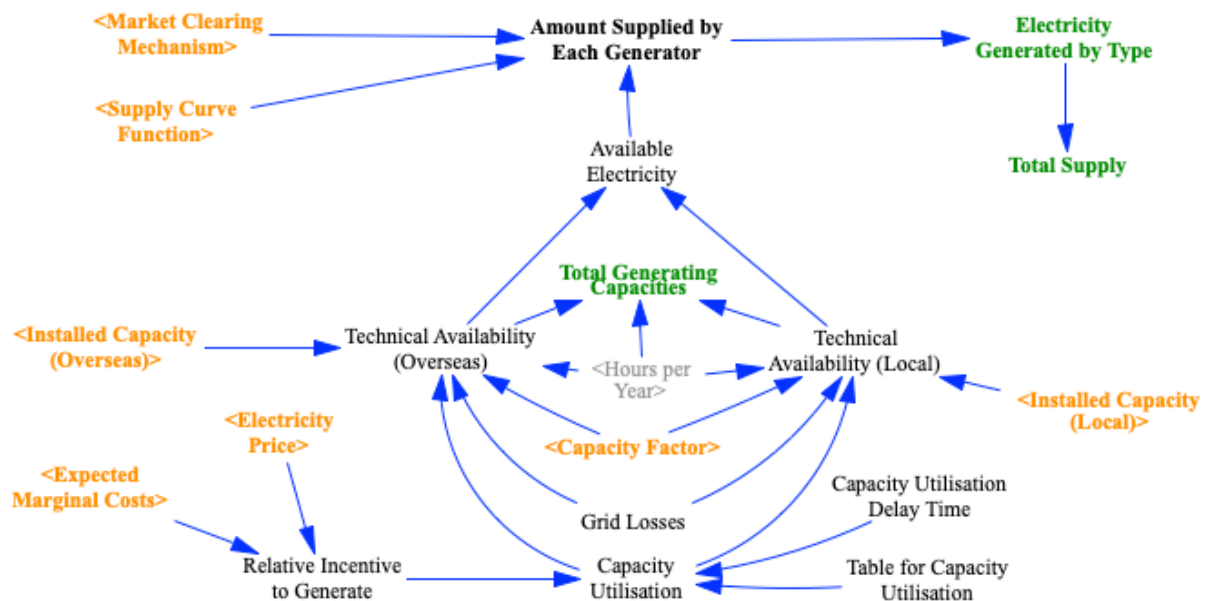 <Market Clearing
Mechanism>
Amount Supplied by
Each Generator
Electricity
Generated by Type
<Supply Curve
Function>
Available
Electricity
Total Supply
Total Generating
Capacities
<Installed Capacity
(Overseas)>
Technical Availability
(Overseas)
<Hours per
Year>
Technical
Availability (Local)
<Installed Capacity
(Local)>
<Electricity
Price>
<Capacity Factor>
<Expected
Marginal Costs>
Grid Losses
Capacity Utilisation
Delay Time
Relative Incentive
to Generate
Capacity
Utilisation
Table for Capacity
Utilisation